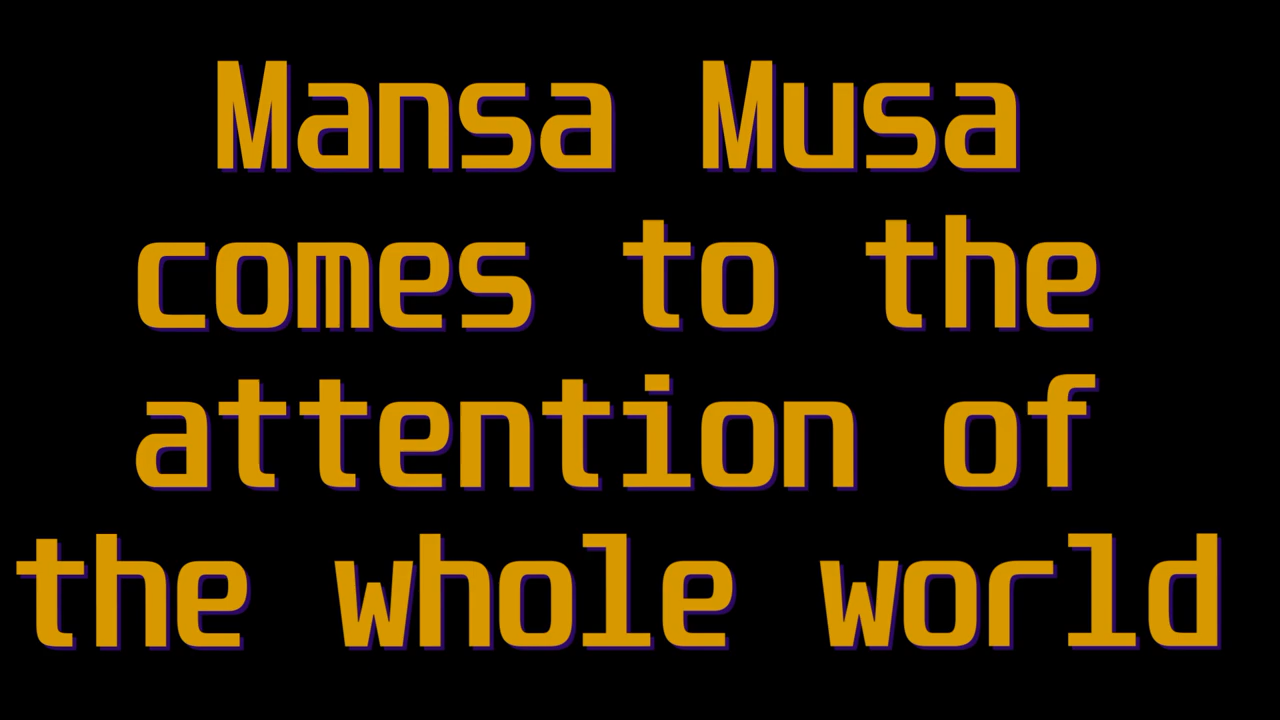 Mansa Musa
comes to the
attention of
the whole world